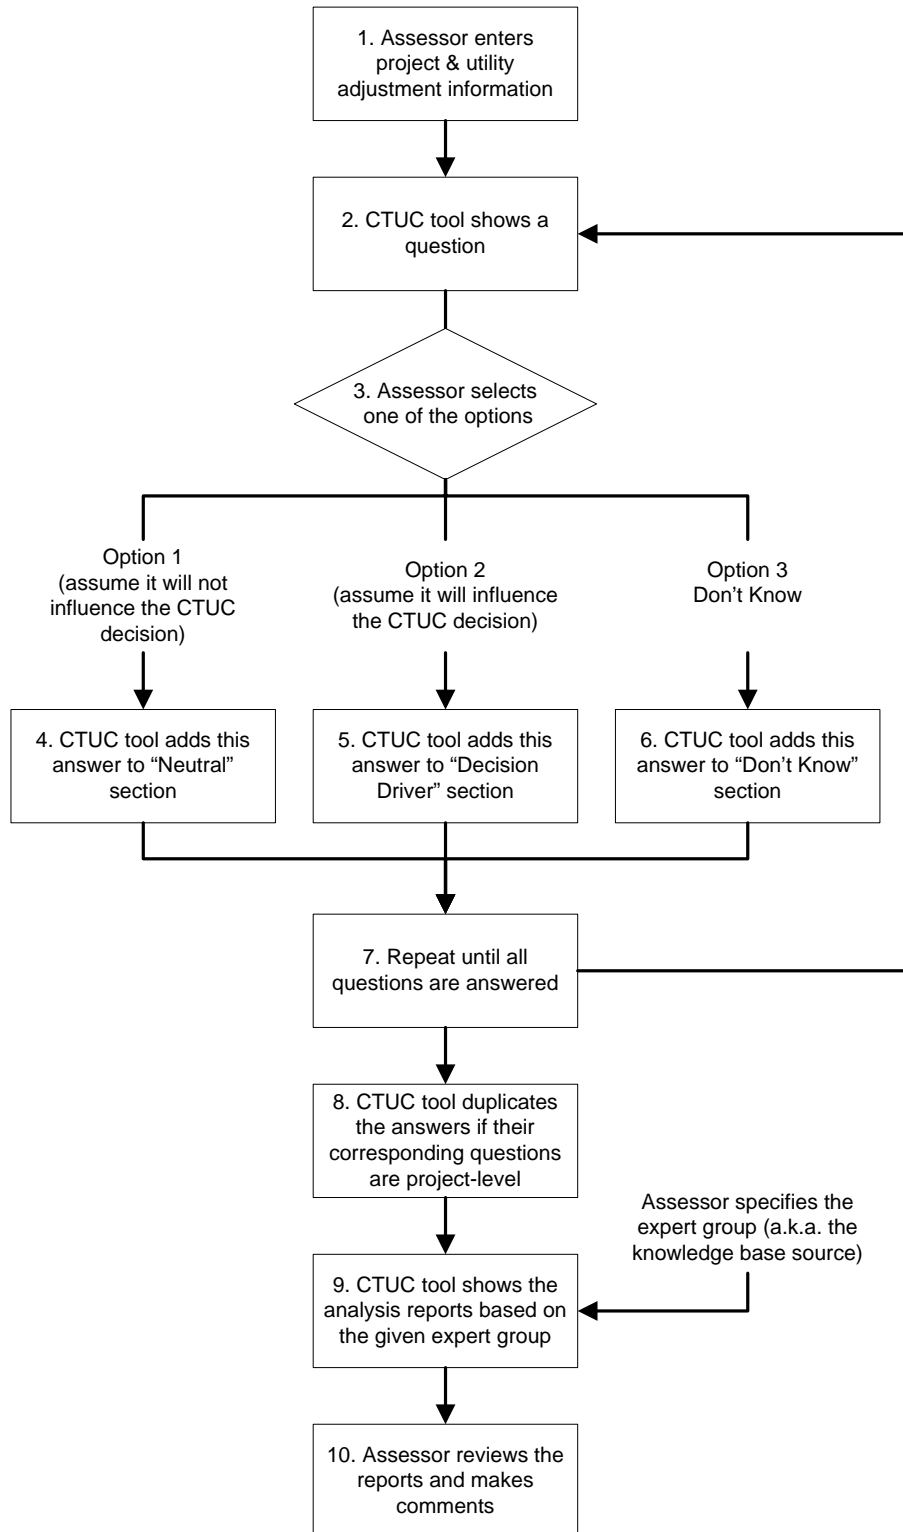 1. Assessor enters
project & utility
adjustment information
2. CTUC tool shows a
question
3. Assessor selects
one of the options
Option 1
(assume it will not
influence the CTUC
decision)
Option 2
(assume it will influence
the CTUC decision)
Option 3
Don’t Know
4. CTUC tool adds this
answer to “Neutral”
section
5. CTUC tool adds this
answer to “Decision
Driver” section
6. CTUC tool adds this
answer to “Don’t Know”
section
7. Repeat until all
questions are answered
8. CTUC tool duplicates
the answers if their
corresponding questions
are project-level
Assessor specifies the
expert group (a.k.a. the
knowledge base source)
9. CTUC tool shows the
analysis reports based on
the given expert group
10. Assessor reviews the
reports and makes
comments